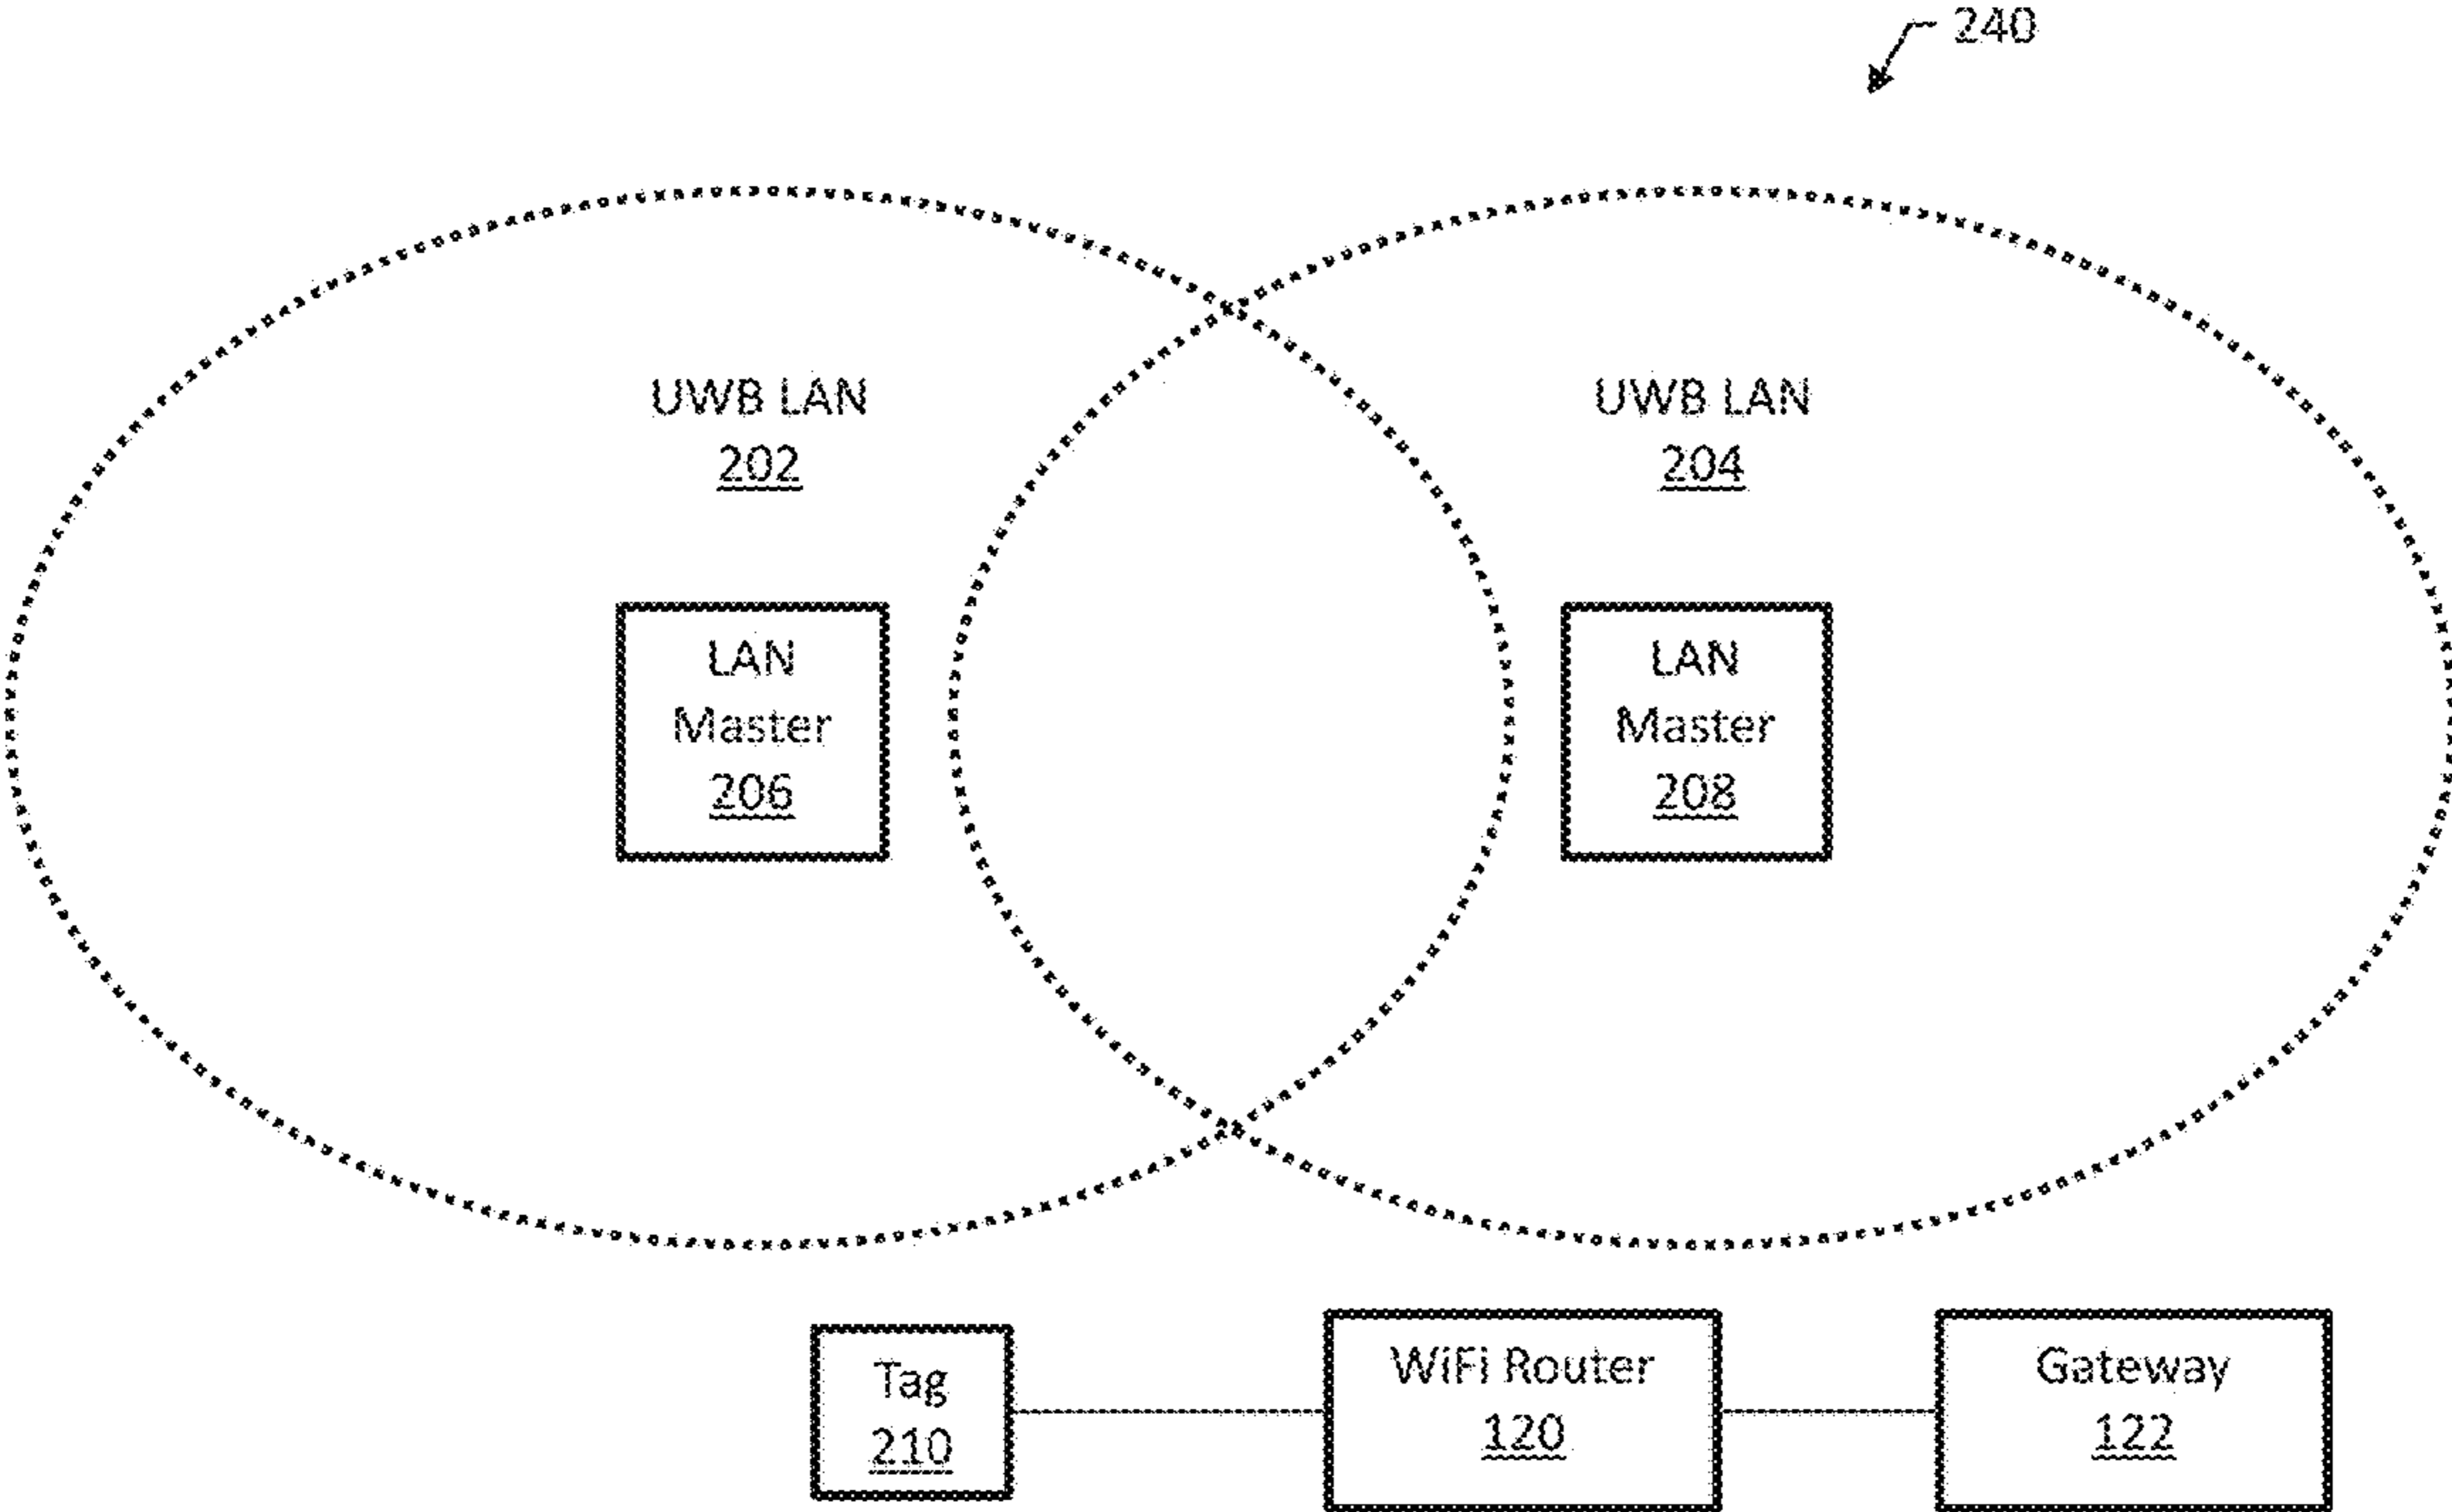 240
UWB LAN
202
UWB LAN
204
LAN
Master
206
LAN
Master
208
Tag
210
WiFi Router
120
Gateway
122